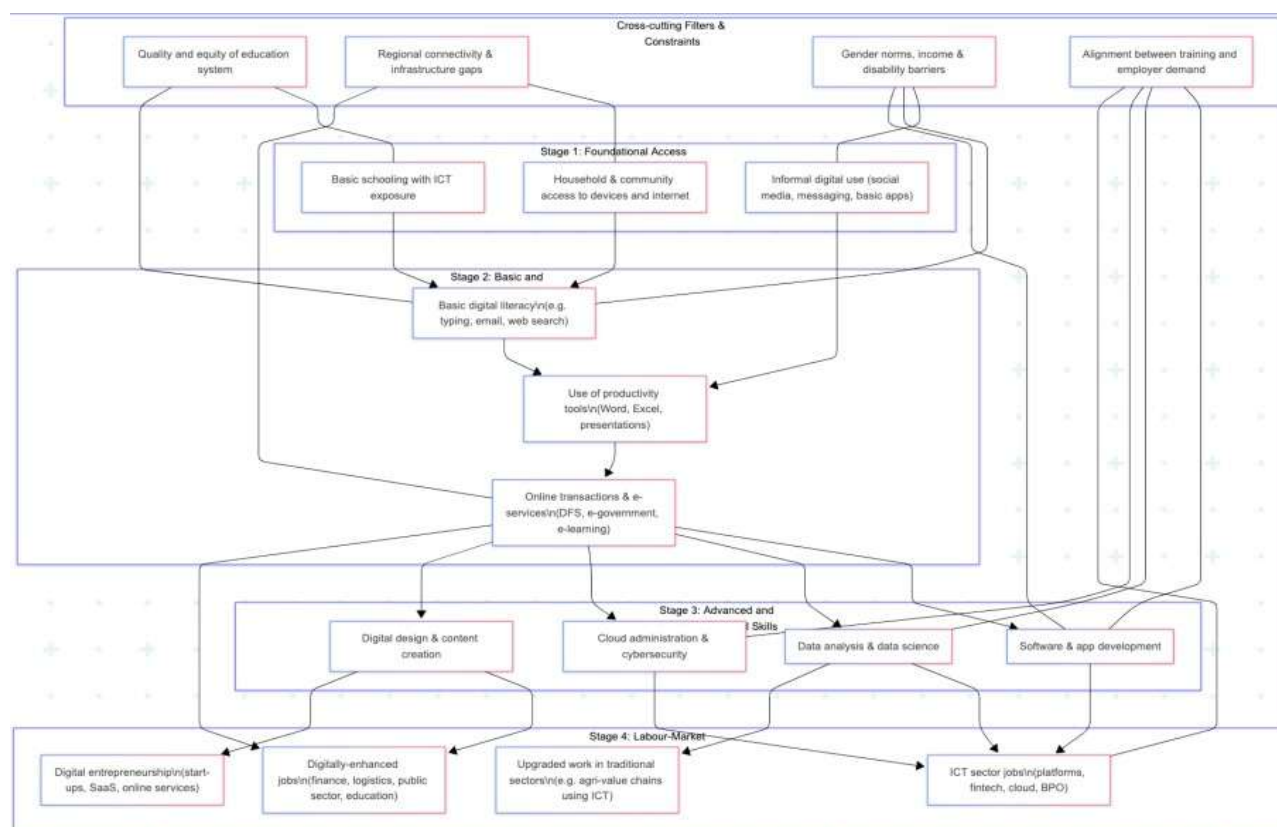 Cross-cutting Filters &
Constraints
Quality and equity of education
system
Regional connectivity &
infrastructure gaps
Gender norms, income &
disability barriers
Alignment between training and
employer demand
Stage 1: Foundational Access
Basic schooling with ICT
exposure
Household & community
access to devices and internet
Informal digital use (social
media, messaging, basic apps)
Stage 2: Basic and
Basic digital literacy\n(e.g.
typing, email, web search)
Use of productivity
tools\n(Word, Excel,
presentations)
Online transactions & e-
services\n(DFS, e-government,
e-learning)
Stage 3: Advanced and
Skills
Digital design & content
creation
Cloud administration &
cybersecurity
Data analysis & data science
Software & app development
Stage 4: Labour-Market
Digital entrepreneurship\n(start-
ups, SaaS, online services)
Digitally-enhanced
jobs\n(finance, logistics, public
sector, education)
Upgraded work in traditional
sectors\n(e.g. agri-value chains
using ICT)
ICT sector jobs\n(platforms,
fintech, cloud, BPO)